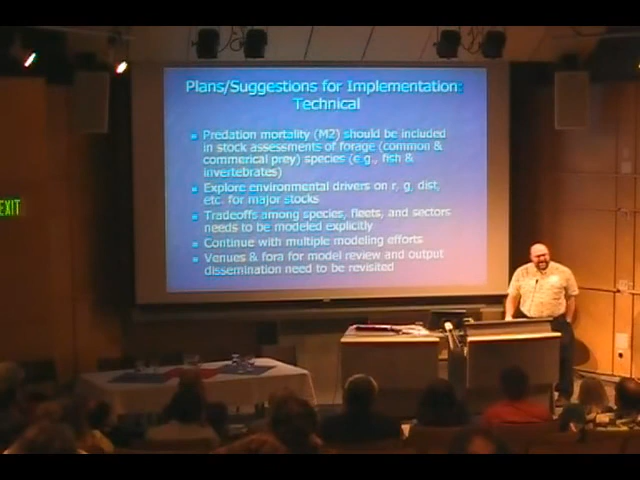 Plans/Suggestions for Implementation:
Technical
Predation mortality (M2) should be included
in stock assessments of forage (common &
commerical prey) species (e.g., fish &
invertebrates)
Explore environmental drivers on r, g, dist,
etc. for major stocks
Tradeoffs among species, fleets, and sectors
needs to be modeled explicitly
Continue with multiple modeling efforts
Venues & fora for model review and output
dissemination need to be revisited
EXIT